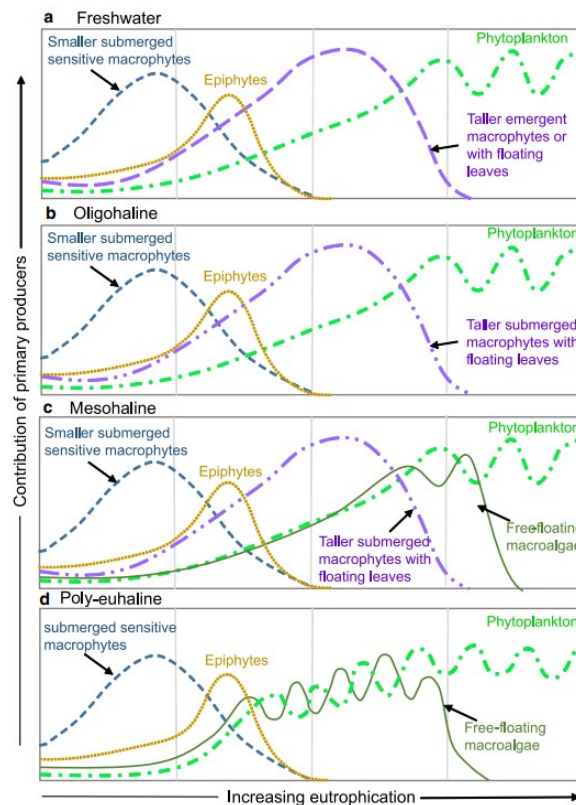 a Freshwater
Smaller submerged
sensitive macrophytes
Epiphytes
Phytoplankton
Taller emergent
macrophytes or
with floating
leaves
b Oligohaline
Smaller submerged
sensitive macrophytes
Epiphytes
Phytoplankton
Taller submerged
macrophytes with
floating leaves
c Mesohaline
Smaller submerged
sensitive macrophytes
Epiphytes
Phytoplankton
Taller submerged
macrophytes with
floating leaves
Free-floating
macroalgae
d Poly-euhaline
submerged sensitive
macrophytes
Epiphytes
Phytoplankton
Free-floating
macroalgae
Contribution of primary producers
Increasing eutrophication